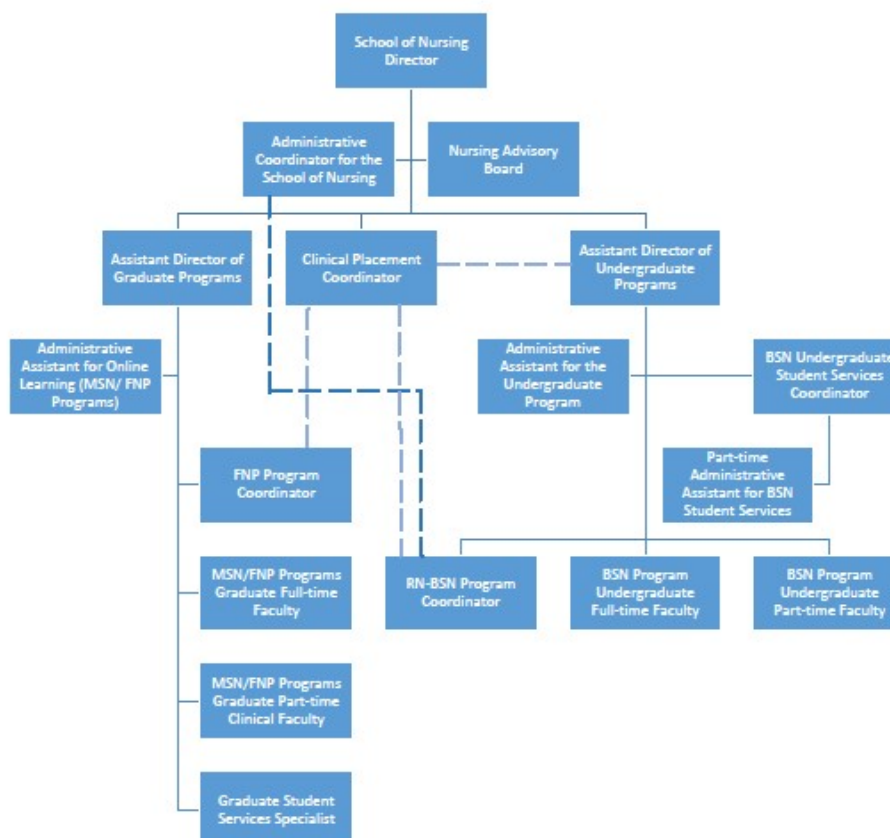 School of Nursing
Director
Administrative
Coordinator for the
School of Nursing
Nursing Advisory
Board
Assistant Director of
Graduate Programs
Clinical Placement
Coordinator
Assistant Director of
Undergraduate
Programs
Administrative
Assistant for Online
Learning (MSN/ FNP
Programs)
Administrative
Assistant for the
Undergraduate
Program
BSN Undergraduate
Student Services
Coordinator
Part-time
Administrative
Assistant for BSN
Student Services
FNP Program
Coordinator
MSN/FNP Programs
Graduate Full-time
Faculty
RN-BSN Program
Coordinator
BSN Program
Undergraduate
Full-time Faculty
BSN Program
Undergraduate
Part-time Faculty
MSN/FNP Programs
Graduate Part-time
Clinical Faculty
Graduate Student
Services Specialist